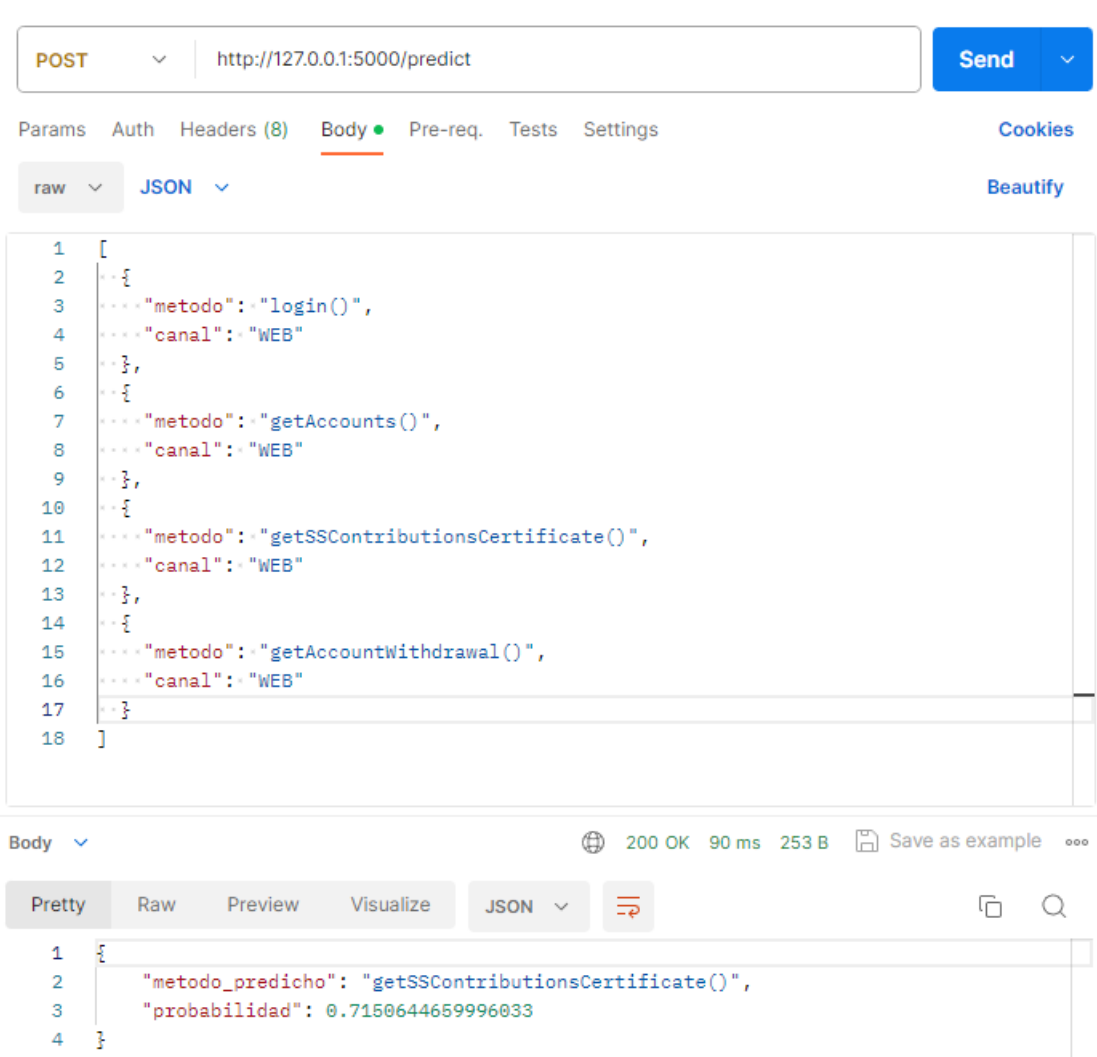 POST http://127.0.0.1:5000/predict Send
Params Auth Headers (8) Body Pre-req. Tests Settings Cookies
raw JSON Beautify
1 [
2 {
3 "metodo": "login()",
4 "canal": "WEB"
5 },
6 {
7 "metodo": "getAccounts()",
8 "canal": "WEB"
9 },
10 {
11 "metodo": "getSSContributionsCertificate()",
12 "canal": "WEB"
13 },
14 {
15 "metodo": "getAccountWithdrawal()",
16 "canal": "WEB"
17 }
18 ]
Body 200 OK 90 ms 253 B Save as example
Pretty Raw Preview Visualize JSON
1 {
2 "metodo_predicho": "getSSContributionsCertificate()",
3 "probabilidad": 0.7150644659996033
4 }